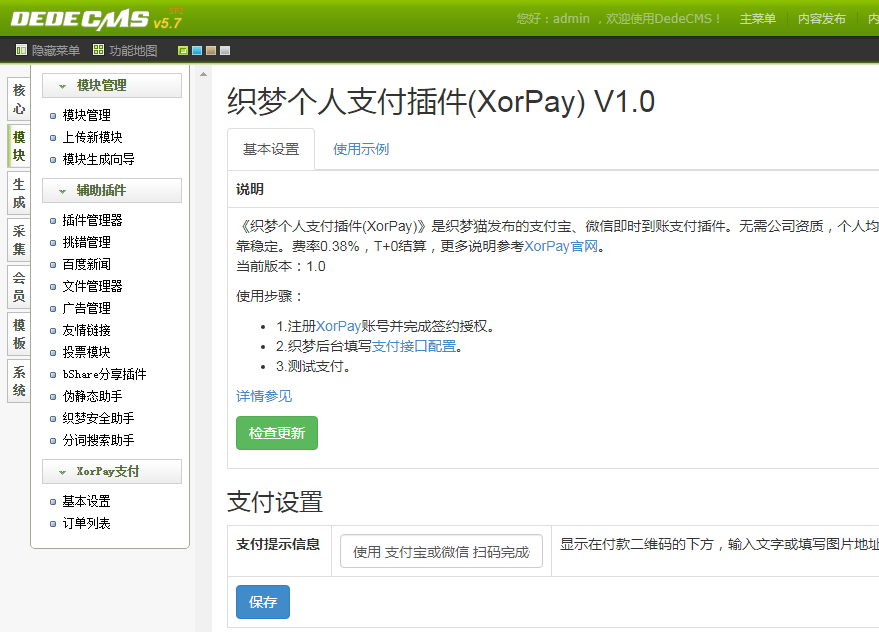 DEDECMS v5.7 SP2
您好：admin ，欢迎使用DedeCMS！ 主菜单 内容发布 内
隐藏菜单 功能地图
核心
模块
生成
采集
会员
模板
系统
模块管理
模块管理
上传新模块
模块生成向导
辅助插件
插件管理器
挑错管理
百度新闻
文件管理器
广告管理
友情链接
投票模块
bShare分享插件
伪静态助手
织梦安全助手
分词搜索助手
XorPay支付
基本设置
订单列表
织梦个人支付插件(XorPay) V1.0
基本设置 使用示例
说明
《织梦个人支付插件(XorPay)》是织梦猫发布的支付宝、微信即时到账支付插件。无需公司资质，个人均
靠稳定。费率0.38%，T+0结算，更多说明参考XorPay官网。
当前版本：1.0
使用步骤：
1.注册XorPay账号并完成签约授权。
2.织梦后台填写支付接口配置。
3.测试支付。
详情参见
检查更新
支付设置
支付提示信息 使用 支付宝或微信 扫码完成 显示在付款二维码的下方，输入文字或填写图片地址
保存